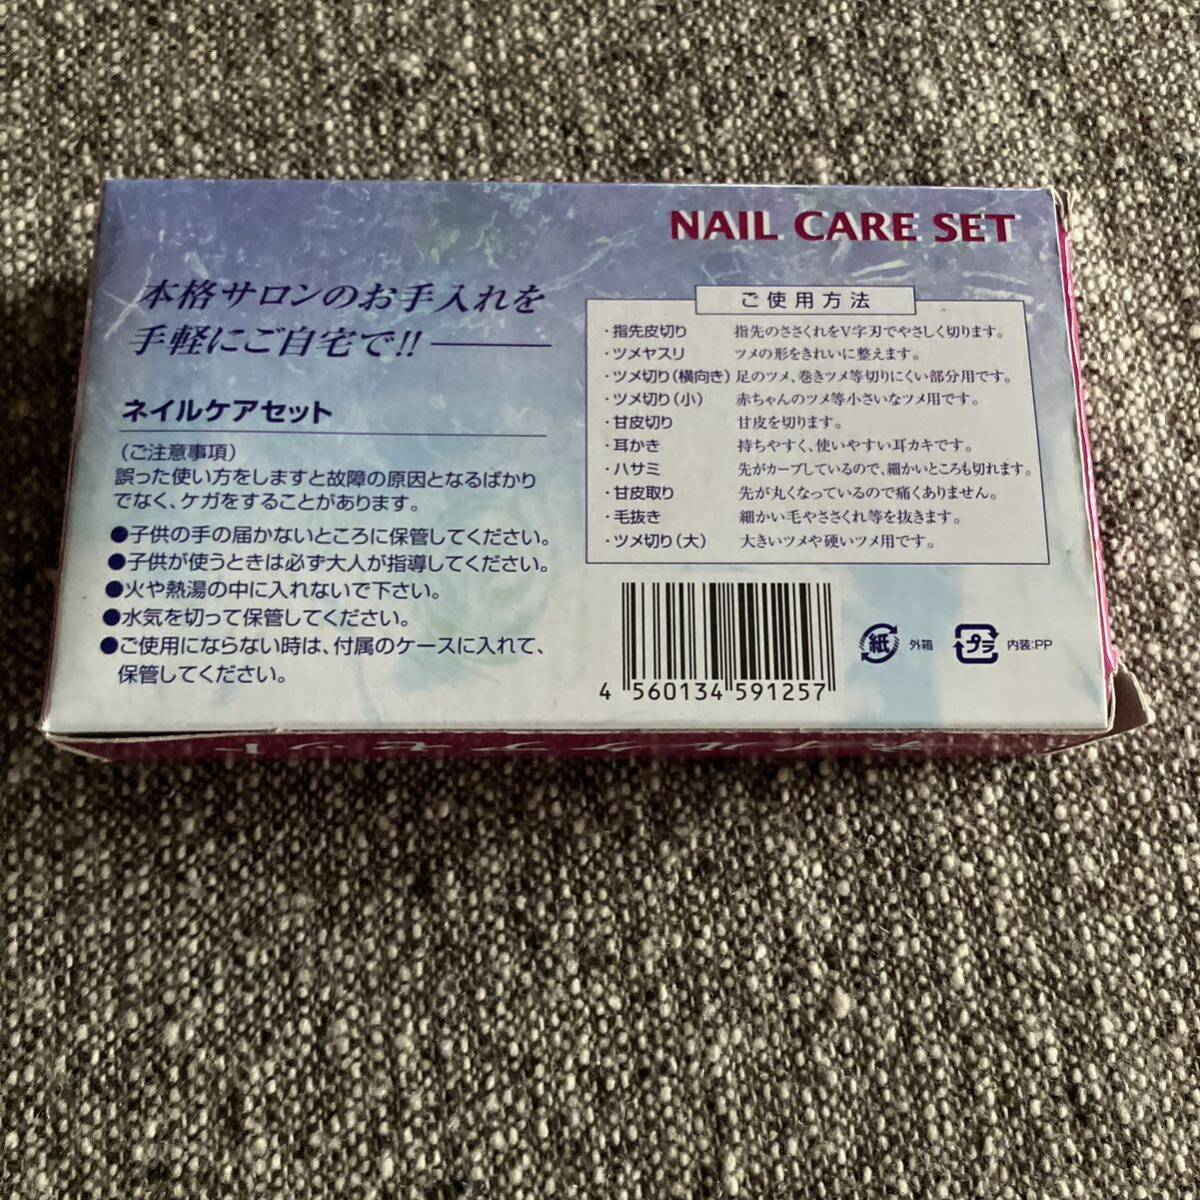 NAIL CARE SET
本格サロンのお手入れを
手軽にご自宅で!!
ネイルケアセット
(ご注意事項)
誤った使い方をしますと故障の原因となるばかり
でなく、ケガをすることがあります。
●子供の手の届かないところに保管してください。
●子供が使うときは必ず大人が指導してください。
●火や熱湯の中に入れないで下さい。
●水気を切って保管してください。
●ご使用にならない時は、付属のケースに入れて、
保管してください。
ご使用方法
・指先皮切り 指先のささくれをV字刃でやさしく切ります。
・ツメヤスリ ツメの形をきれいに整えます。
・ツメ切り(横向き) 足のツメ、巻きツメ等切りにくい部分用です。
・ツメ切り(小) 赤ちゃんのツメ等小さいなツメ用です。
・甘皮切り 甘皮を切ります。
・耳かき 持ちやすく、使いやすい耳カキです。
・ハサミ 先がカーブしているので、細かいところも切れます。
・甘皮取り 先が丸くなっているので痛くありません。
・毛抜き 細かい毛やささくれ等を抜きます。
・ツメ切り(大) 大きいツメや硬いツメ用です。
4 560134 591257
紙 外箱 プラ 内装:PP
ネイルケアセット